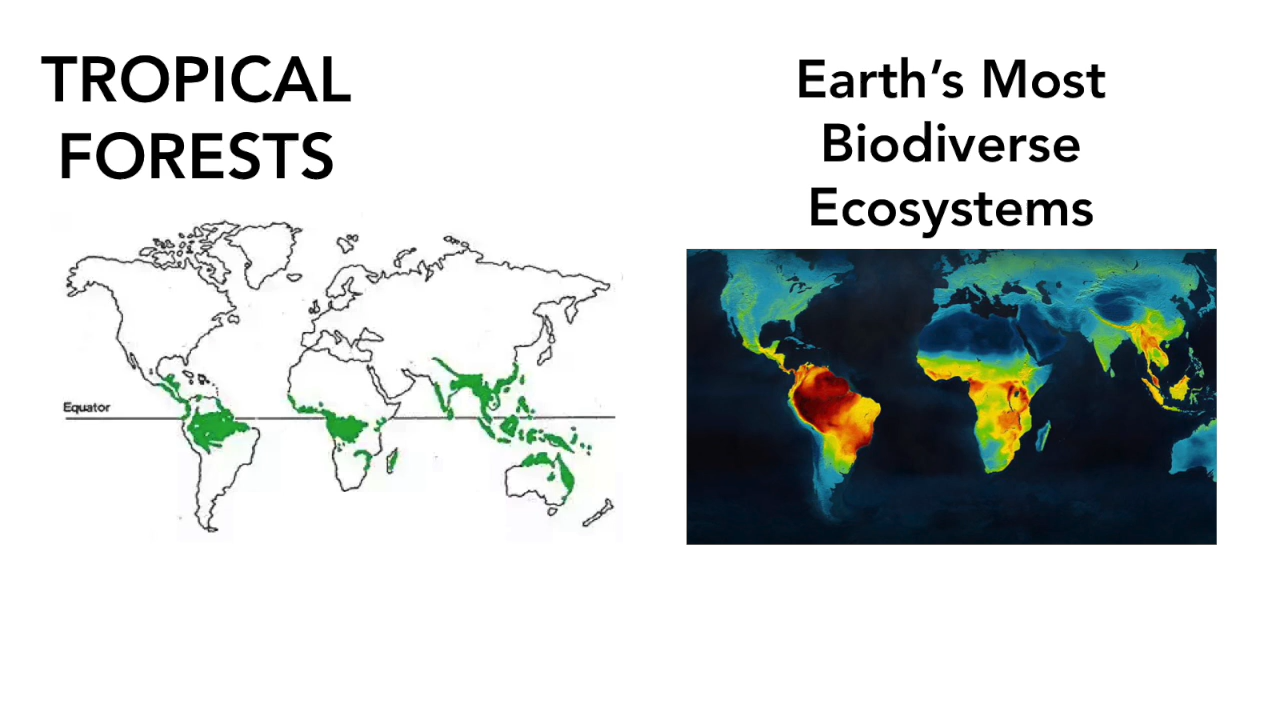 TROPICAL
FORESTS
Earth’s Most
Biodiverse
Ecosystems
Equator